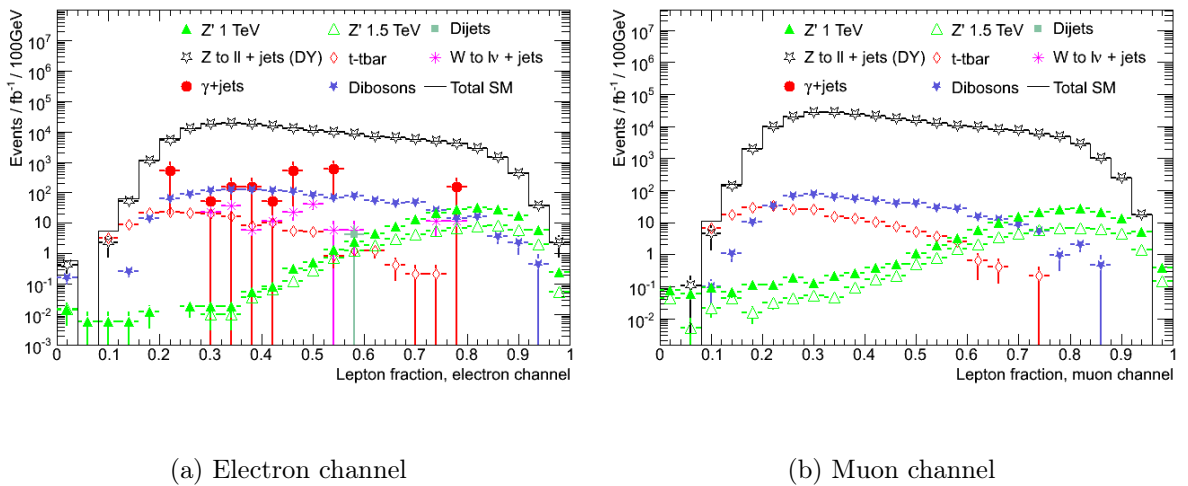 Events / fb⁻¹ / 100GeV
10⁷
10⁶
10⁵
10⁴
10³
10²
10
1
10⁻¹
10⁻²
10⁻³
Z' 1 TeV
Z' 1.5 TeV
Dijets
Z to ll + jets (DY)
t-tbar
W to lν + jets
γ+jets
Dibosons
Total SM
0 0.1 0.2 0.3 0.4 0.5 0.6 0.7 0.8 0.9 1
Lepton fraction, electron channel
(a) Electron channel
Events / fb⁻¹ / 100GeV
10⁷
10⁶
10⁵
10⁴
10³
10²
10
1
10⁻¹
10⁻²
Z' 1 TeV
Z' 1.5 TeV
Z to ll + jets (DY)
t-tbar
Dibosons
Total SM
0 0.1 0.2 0.3 0.4 0.5 0.6 0.7 0.8 0.9 1
Lepton fraction, muon channel
(b) Muon channel